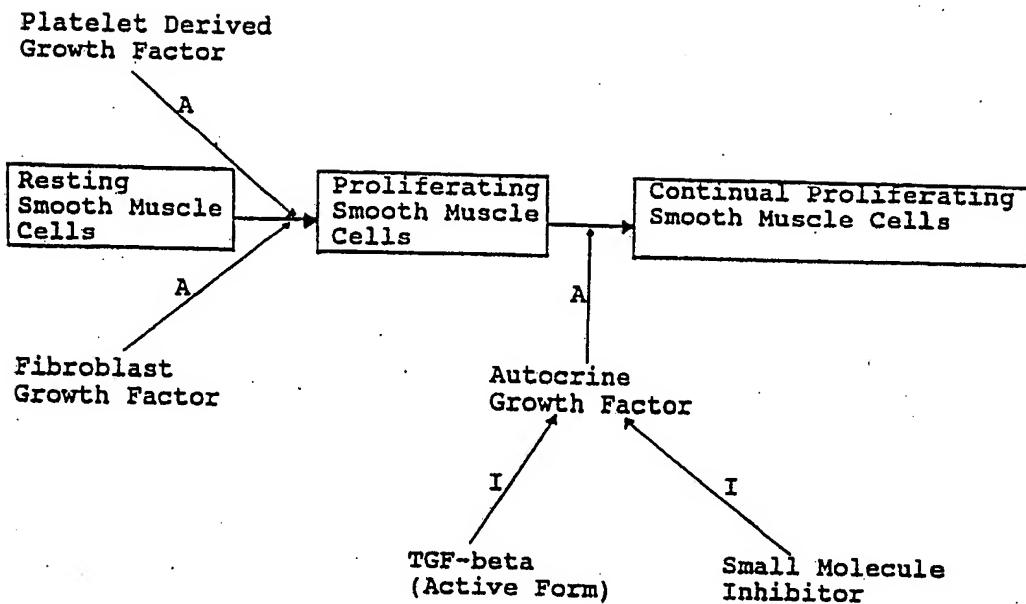 Platelet Derived
Growth Factor
A
Resting
Smooth Muscle
Cells
Proliferating
Smooth Muscle
Cells
Continual Proliferating
Smooth Muscle Cells
A
A
Fibroblast
Growth Factor
Autocrine
Growth Factor
I
I
TGF-beta
(Active Form)
Small Molecule
Inhibitor